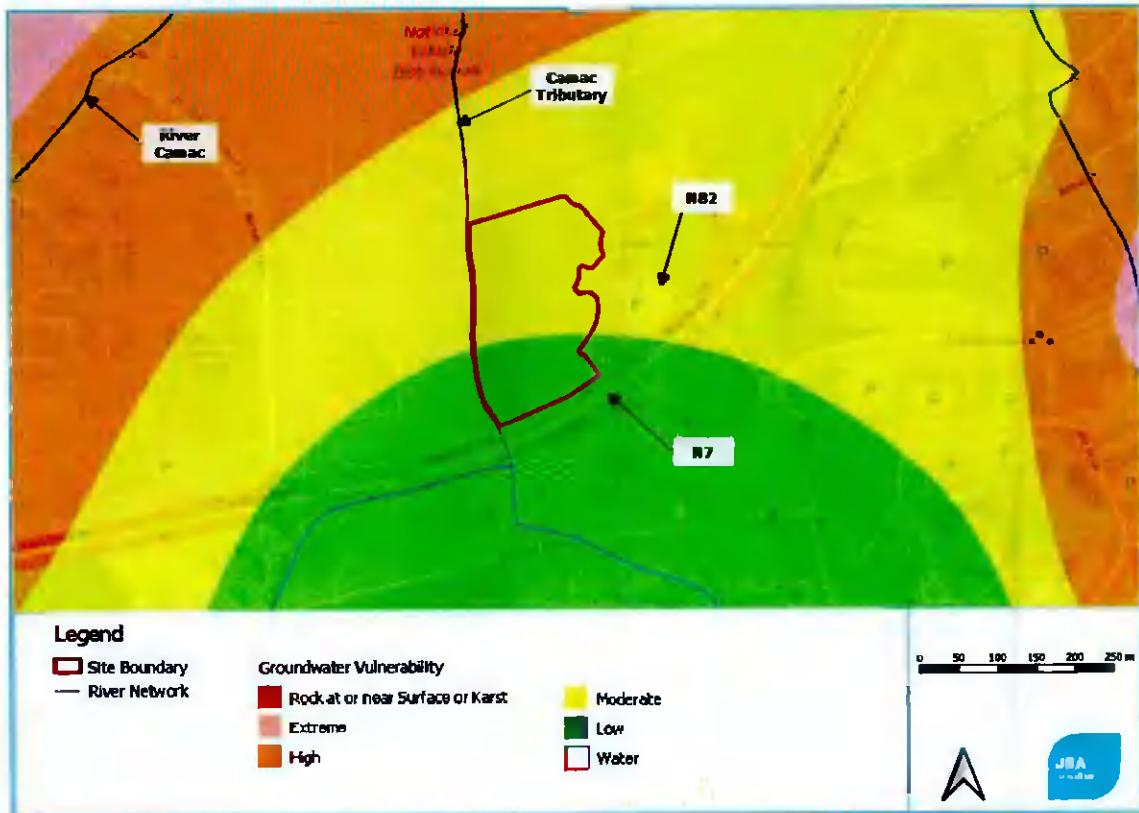 Camac
Tributary
River
Camac
N82
N7
Legend
Site Boundary
River Network
Groundwater Vulnerability
Rock at or near Surface or Karst
Extreme
High
Moderate
Low
Water
0 50 100 150 200 250 m
JBA